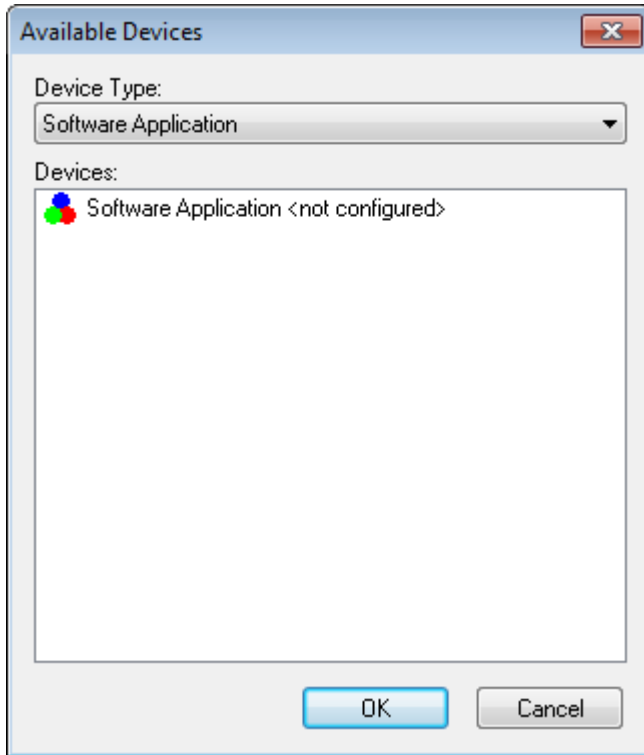 Available Devices
Device Type:
Software Application
Devices:
Software Application <not configured>
OK
Cancel